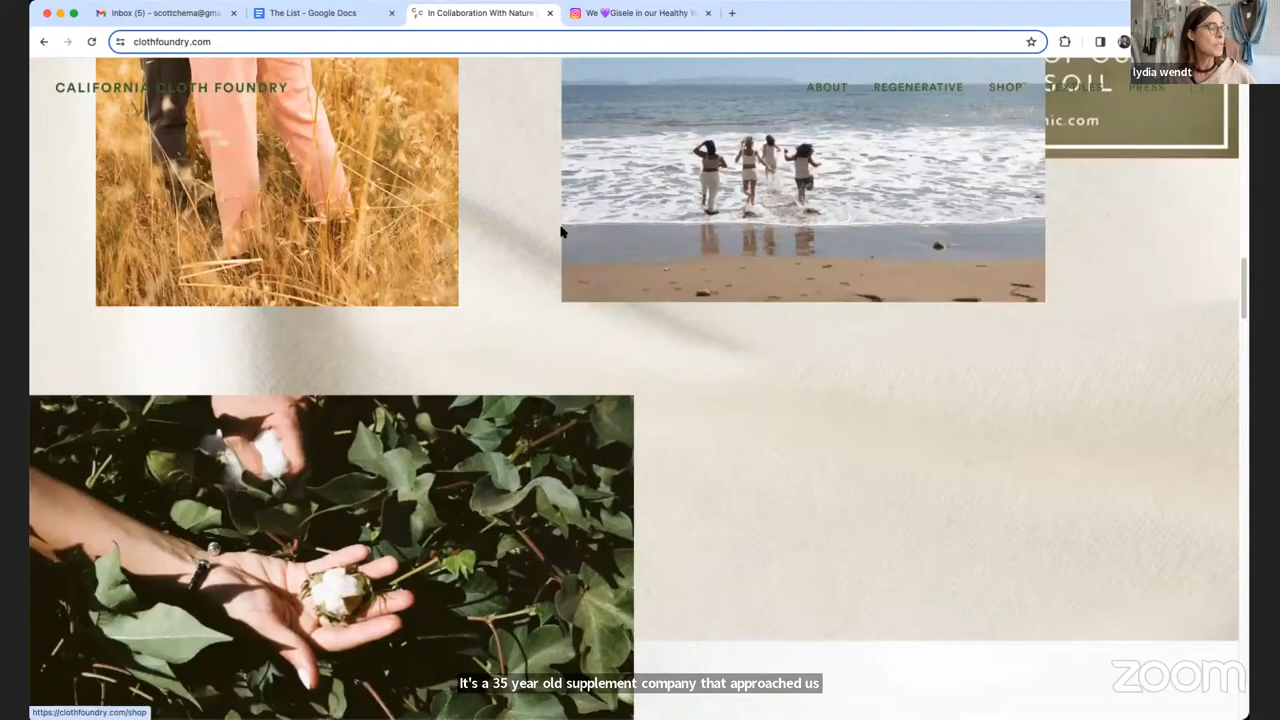 Inbox (5) - scottchema@gma
The List - Google Docs
In Collaboration With Nature
We 💜Gisele in our Healthy W
clothfoundry.com
lydia wendt
CALIFORNIA CLOTH FOUNDRY
ABOUT
REGENERATIVE
SHOP
TEXTILES
PRESS
SOIL
nic.com
It's a 35 year old supplement company that approached us
zoom
https://clothfoundry.com/shop